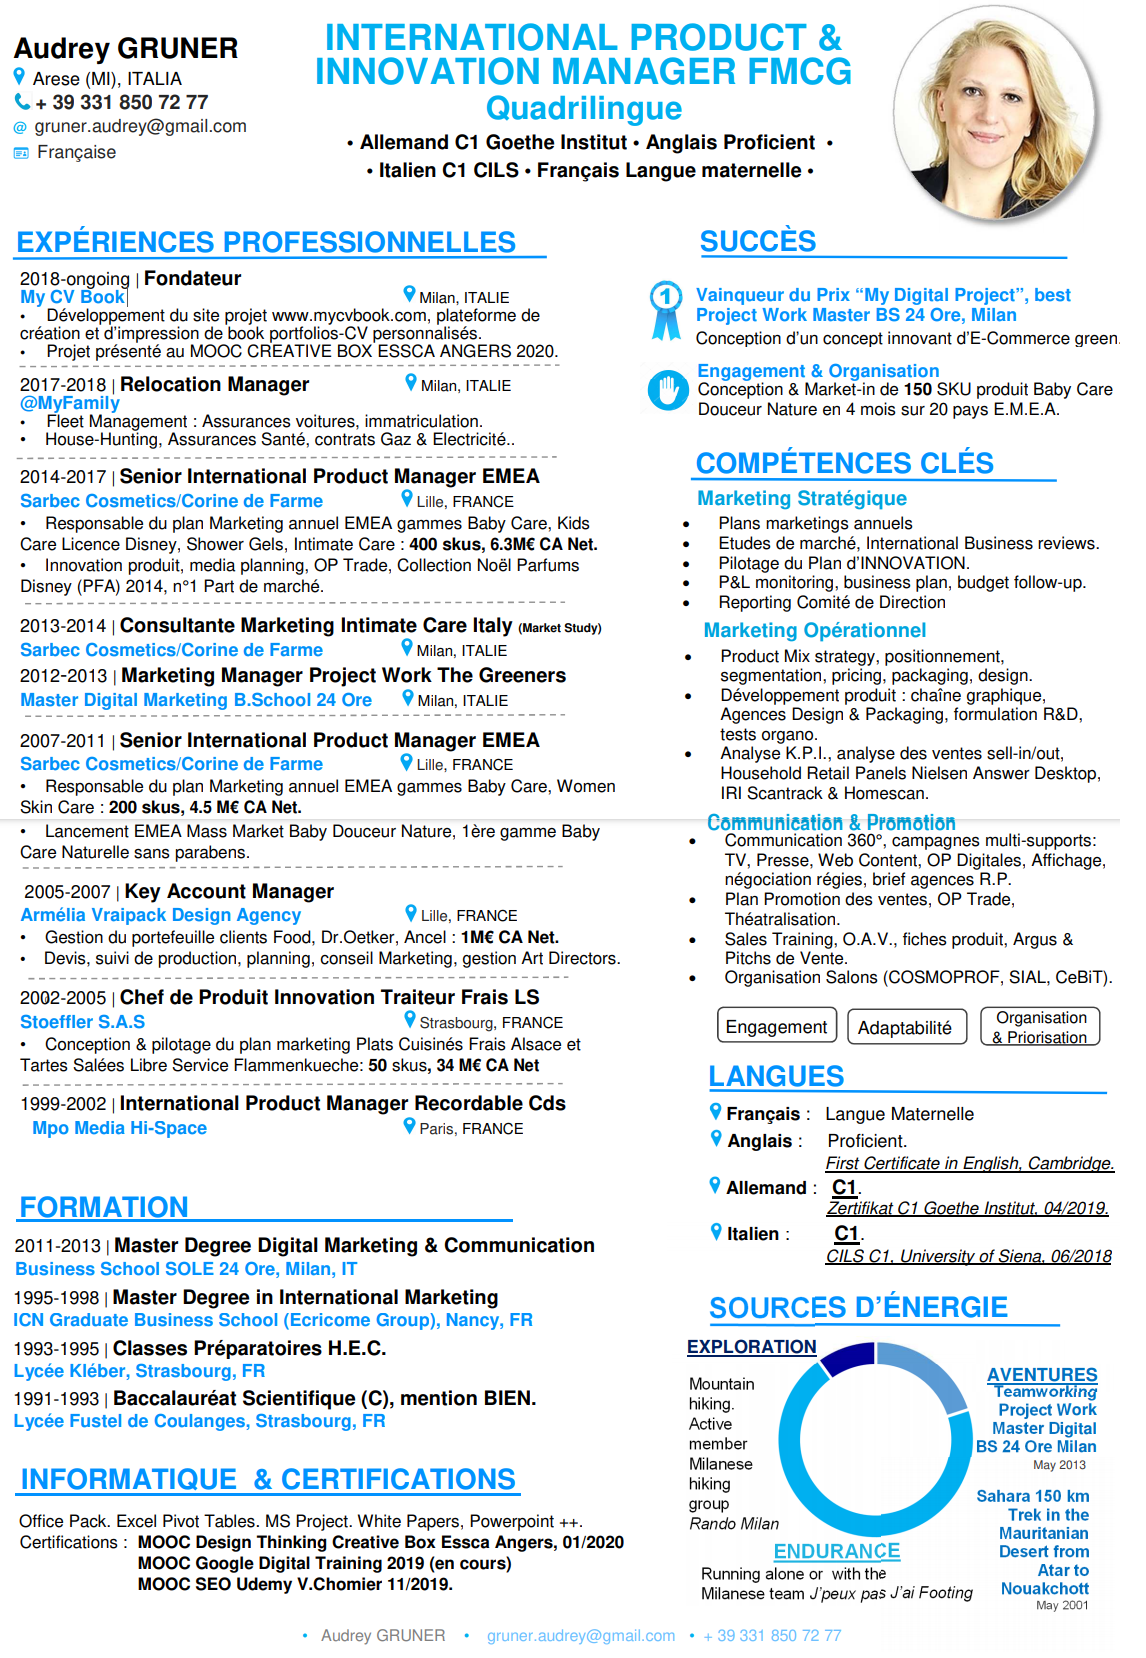 Audrey GRUNER
Arese (MI), ITALIA
+ 39 331 850 72 77
@ gruner.audrey@gmail.com
Française
INTERNATIONAL PRODUCT &
INNOVATION MANAGER FMCG
Quadrilingue
• Allemand C1 Goethe Institut • Anglais Proficient •
• Italien C1 CILS • Français Langue maternelle •
EXPÉRIENCES PROFESSIONNELLES
2018-ongoing | Fondateur
My CV Book
Milan, ITALIE
• Développement du site projet www.mycvbook.com, plateforme de
création et d'impression de book portfolios-CV personnalisés.
• Projet présenté au MOOC CREATIVE BOX ESSCA ANGERS 2020.
2017-2018 | Relocation Manager
Milan, ITALIE
@MyFamily
• Fleet Management : Assurances voitures, immatriculation.
• House-Hunting, Assurances Santé, contrats Gaz & Electricité..
2014-2017 | Senior International Product Manager EMEA
Sarbec Cosmetics/Corine de Farme
Lille, FRANCE
• Responsable du plan Marketing annuel EMEA gammes Baby Care, Kids
Care Licence Disney, Shower Gels, Intimate Care : 400 skus, 6.3M€ CA Net.
• Innovation produit, media planning, OP Trade, Collection Noël Parfums
Disney (PFA) 2014, n°1 Part de marché.
2013-2014 | Consultante Marketing Intimate Care Italy (Market Study)
Sarbec Cosmetics/Corine de Farme
Milan, ITALIE
2012-2013 | Marketing Manager Project Work The Greeners
Master Digital Marketing B.School 24 Ore
Milan, ITALIE
2007-2011 | Senior International Product Manager EMEA
Sarbec Cosmetics/Corine de Farme
Lille, FRANCE
• Responsable du plan Marketing annuel EMEA gammes Baby Care, Women
Skin Care : 200 skus, 4.5 M€ CA Net.
• Lancement EMEA Mass Market Baby Douceur Nature, 1ère gamme Baby
Care Naturelle sans parabens.
2005-2007 | Key Account Manager
Armélia Vraipack Design Agency
Lille, FRANCE
• Gestion du portefeuille clients Food, Dr.Oetker, Ancel : 1M€ CA Net.
• Devis, suivi de production, planning, conseil Marketing, gestion Art Directors.
2002-2005 | Chef de Produit Innovation Traiteur Frais LS
Stoeffler S.A.S
Strasbourg, FRANCE
• Conception & pilotage du plan marketing Plats Cuisinés Frais Alsace et
Tartes Salées Libre Service Flammenkueche: 50 skus, 34 M€ CA Net
1999-2002 | International Product Manager Recordable Cds
Mpo Media Hi-Space
Paris, FRANCE
FORMATION
2011-2013 | Master Degree Digital Marketing & Communication
Business School SOLE 24 Ore, Milan, IT
1995-1998 | Master Degree in International Marketing
ICN Graduate Business School (Ecricome Group), Nancy, FR
1993-1995 | Classes Préparatoires H.E.C.
Lycée Kléber, Strasbourg, FR
1991-1993 | Baccalauréat Scientifique (C), mention BIEN.
Lycée Fustel de Coulanges, Strasbourg, FR
INFORMATIQUE & CERTIFICATIONS
Office Pack. Excel Pivot Tables. MS Project. White Papers, Powerpoint ++.
Certifications : MOOC Design Thinking Creative Box Essca Angers, 01/2020
MOOC Google Digital Training 2019 (en cours)
MOOC SEO Udemy V.Chomier 11/2019.
SUCCÈS
1
Vainqueur du Prix “My Digital Project”, best
Project Work Master BS 24 Ore, Milan
Conception d'un concept innovant d'E-Commerce green.
Engagement & Organisation
Conception & Market-in de 150 SKU produit Baby Care
Douceur Nature en 4 mois sur 20 pays E.M.E.A.
COMPÉTENCES CLÉS
Marketing Stratégique
• Plans marketings annuels
• Etudes de marché, International Business reviews.
• Pilotage du Plan d'INNOVATION.
• P&L monitoring, business plan, budget follow-up.
• Reporting Comité de Direction
Marketing Opérationnel
• Product Mix strategy, positionnement,
segmentation, pricing, packaging, design.
• Développement produit : chaîne graphique,
Agences Design & Packaging, formulation R&D,
tests organo.
• Analyse K.P.I., analyse des ventes sell-in/out,
Household Retail Panels Nielsen Answer Desktop,
IRI Scantrack & Homescan.
Communication & Promotion
• Communication 360°, campagnes multi-supports:
TV, Presse, Web Content, OP Digitales, Affichage,
négociation régies, brief agences R.P.
• Plan Promotion des ventes, OP Trade,
Théatralisation.
• Sales Training, O.A.V., fiches produit, Argus &
Pitchs de Vente.
• Organisation Salons (COSMOPROF, SIAL, CeBiT).
Engagement
Adaptabilité
Organisation
& Priorisation
LANGUES
Français : Langue Maternelle
Anglais : Proficient.
First Certificate in English, Cambridge.
Allemand : C1.
Zertifikat C1 Goethe Institut, 04/2019.
Italien : C1.
CILS C1, University of Siena, 06/2018
SOURCES D'ÉNERGIE
EXPLORATION
Mountain
hiking.
Active
member
Milanese
hiking
group
Rando Milan
AVENTURES
Teamworking
Project Work
Master Digital
BS 24 Ore Milan
May 2013
Sahara 150 km
Trek in the
Mauritanian
Desert from
Atar to
Nouakchott
May 2001
ENDURANCE
Running alone or with the
Milanese team J'peux pas J'ai Footing
• Audrey GRUNER • gruner.audrey@gmail.com • + 39 331 850 72 77